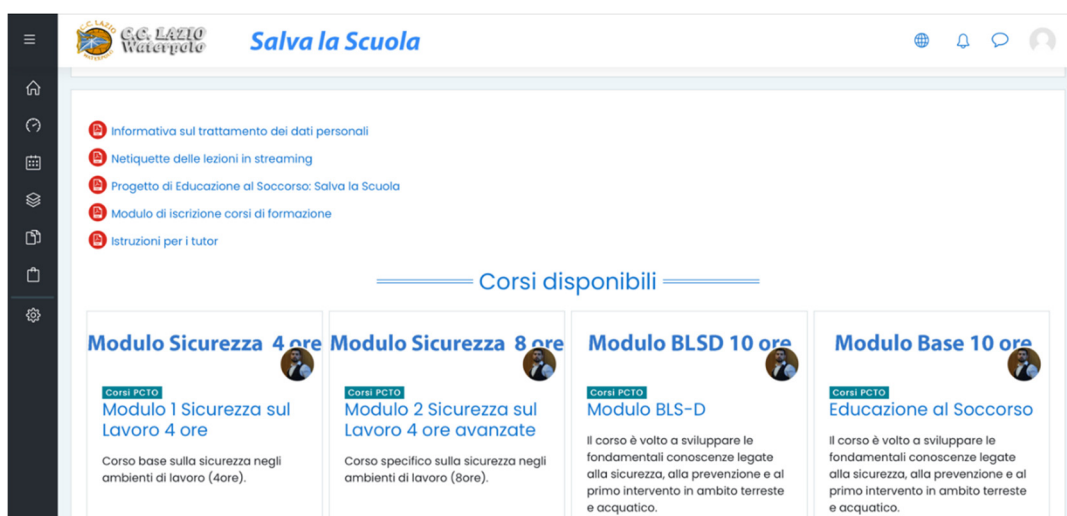 C.C. LAZIO
Waterpolo
Salva la Scuola
Informativa sul trattamento dei dati personali
Netiquette delle lezioni in streaming
Progetto di Educazione al Soccorso: Salva la Scuola
Modulo di iscrizione corsi di formazione
Istruzioni per i tutor
Corsi disponibili
Modulo Sicurezza 4 ore
Corsi PCTO
Modulo 1 Sicurezza sul
Lavoro 4 ore
Corso base sulla sicurezza negli
ambienti di lavoro (4ore).
Modulo Sicurezza 8 ore
Corsi PCTO
Modulo 2 Sicurezza sul
Lavoro 4 ore avanzate
Corso specifico sulla sicurezza negli
ambienti di lavoro (8ore).
Modulo BLSD 10 ore
Corsi PCTO
Modulo BLS-D
Il corso è volto a sviluppare le
fondamentali conoscenze legate
alla sicurezza, alla prevenzione e al
primo intervento in ambito terreste
e acquatico.
Modulo Base 10 ore
Corsi PCTO
Educazione al Soccorso
Il corso è volto a sviluppare le
fondamentali conoscenze legate
alla sicurezza, alla prevenzione e al
primo intervento in ambito terreste
e acquatico.